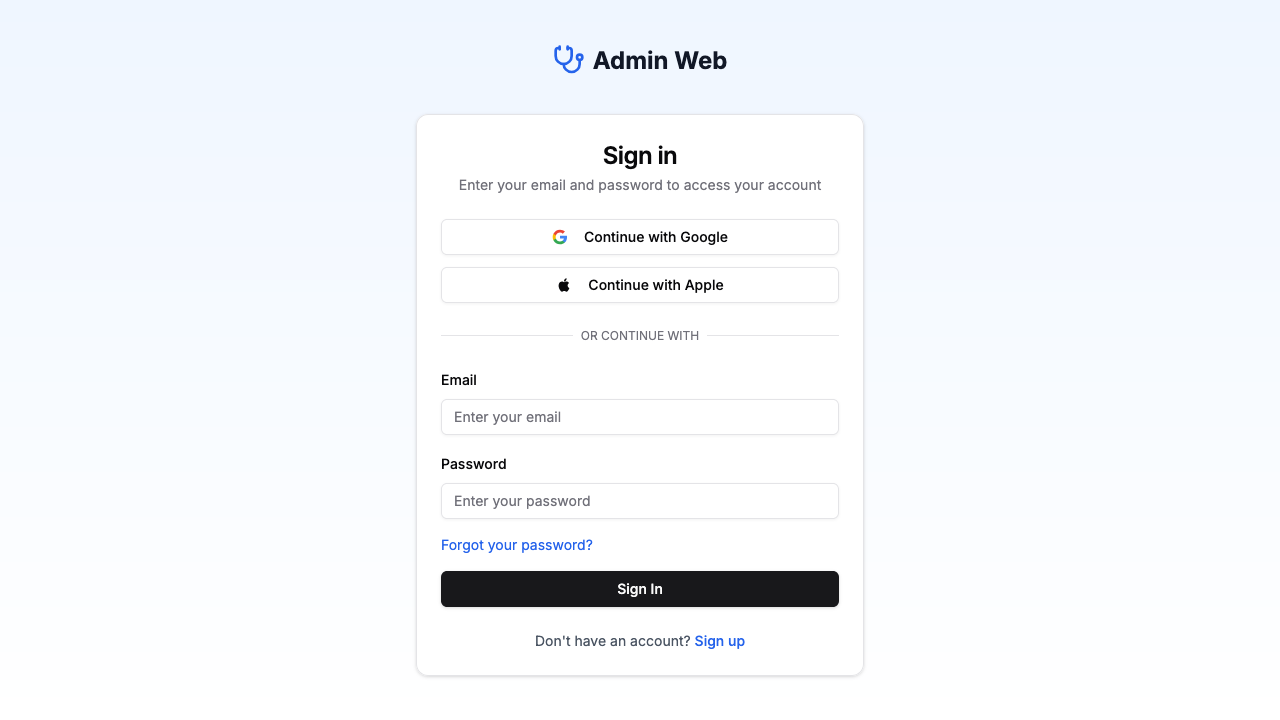 Admin Web
Sign in
Enter your email and password to access your account
Continue with Google
Continue with Apple
OR CONTINUE WITH
Email
Enter your email
Password
Enter your password
Forgot your password?
Sign In
Don't have an account? Sign up